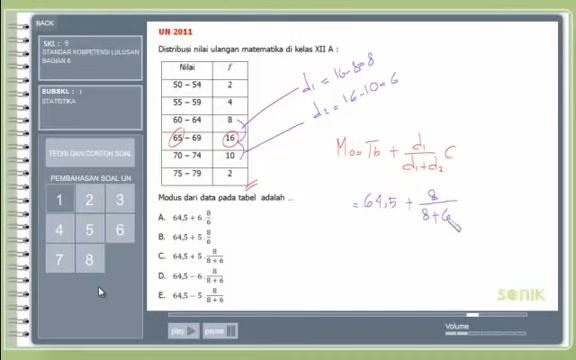 BACK
SKL : 6
STANDAR KOMPETENSI LULUSAN
BAGIAN 6
SUBSKL : 1
STATISTIKA
TEORI DAN CONTOH SOAL
PEMBAHASAN SOAL UN
1 2 3
4 5 6
7 8
UN 2011
Distribusi nilai ulangan matematika di kelas XII A :
Nilai f
50 – 54 2
55 – 59 4
60 – 64 8
65 – 69 16
70 – 74 10
75 – 79 2
d₁ = 16-8=8
d₂ = 16-10=6
Mo = Tb + d₁/(d₁+d₂) C
= 64,5 + 8/(8+6
Modus dari data pada tabel adalah ...
A. 64,5 + 6 . 8/6
B. 64,5 + 5 . 8/6
C. 64,5 + 5 . 8/(8 + 6)
D. 64,5 – 6 . 8/(8 + 6)
E. 64,5 – 5 . 8/(8 + 6)
sonik
play pause
Volume